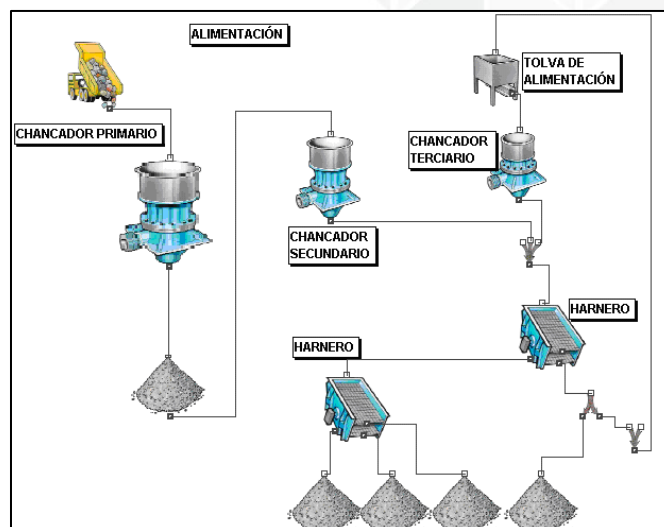 ALIMENTACIÓN
TOLVA DE
ALIMENTACIÓN
CHANCADOR PRIMARIO
CHANCADOR
TERCIARIO
CHANCADOR
SECUNDARIO
HARNERO
HARNERO